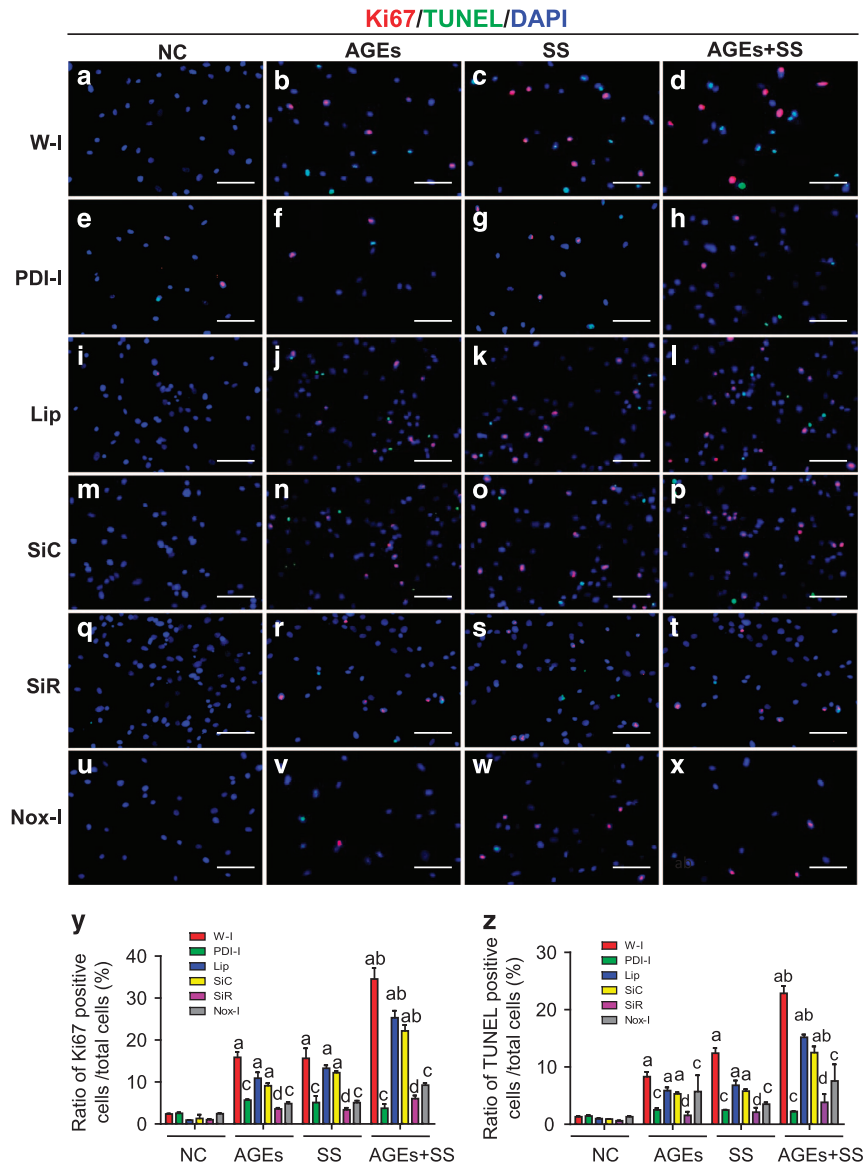 Ki67/TUNEL/DAPI
NC AGEs SS AGEs+SS
W-I a b c d
PDI-I e f g h
Lip i j k l
SiC m n o p
SiR q r s t
Nox-I u v w x
ab
y
Ratio of Ki67 positive
cells /total cells (%)
40
30
20
10
0
W-I
PDI-I
Lip
SiC
SiR
Nox-I
a c a a d c
a c a a d c
ab c ab ab d c
NC AGEs SS AGEs+SS
z
Ratio of TUNEL positive
cells /total cells (%)
30
20
10
0
W-I
PDI-I
Lip
SiC
SiR
Nox-I
a c a a d c
a c a a d c
ab c ab ab d c
NC AGEs SS AGEs+SS